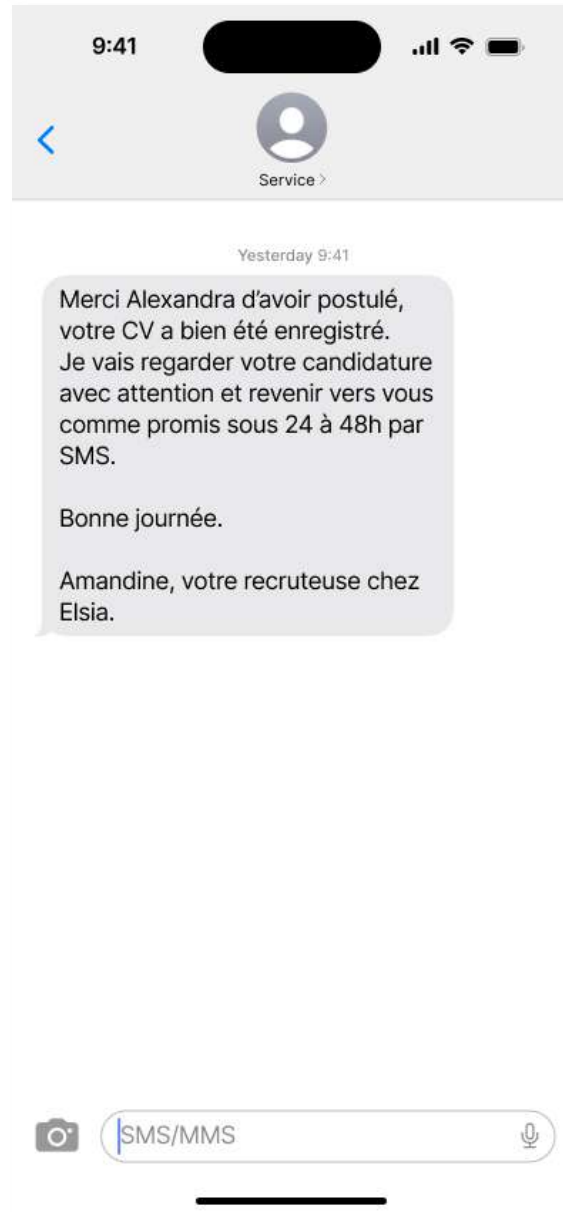 9:41
Service >
Yesterday 9:41
Merci Alexandra d’avoir postulé,
votre CV a bien été enregistré.
Je vais regarder votre candidature
avec attention et revenir vers vous
comme promis sous 24 à 48h par
SMS.
Bonne journée.
Amandine, votre recruteuse chez
Elsia.
SMS/MMS